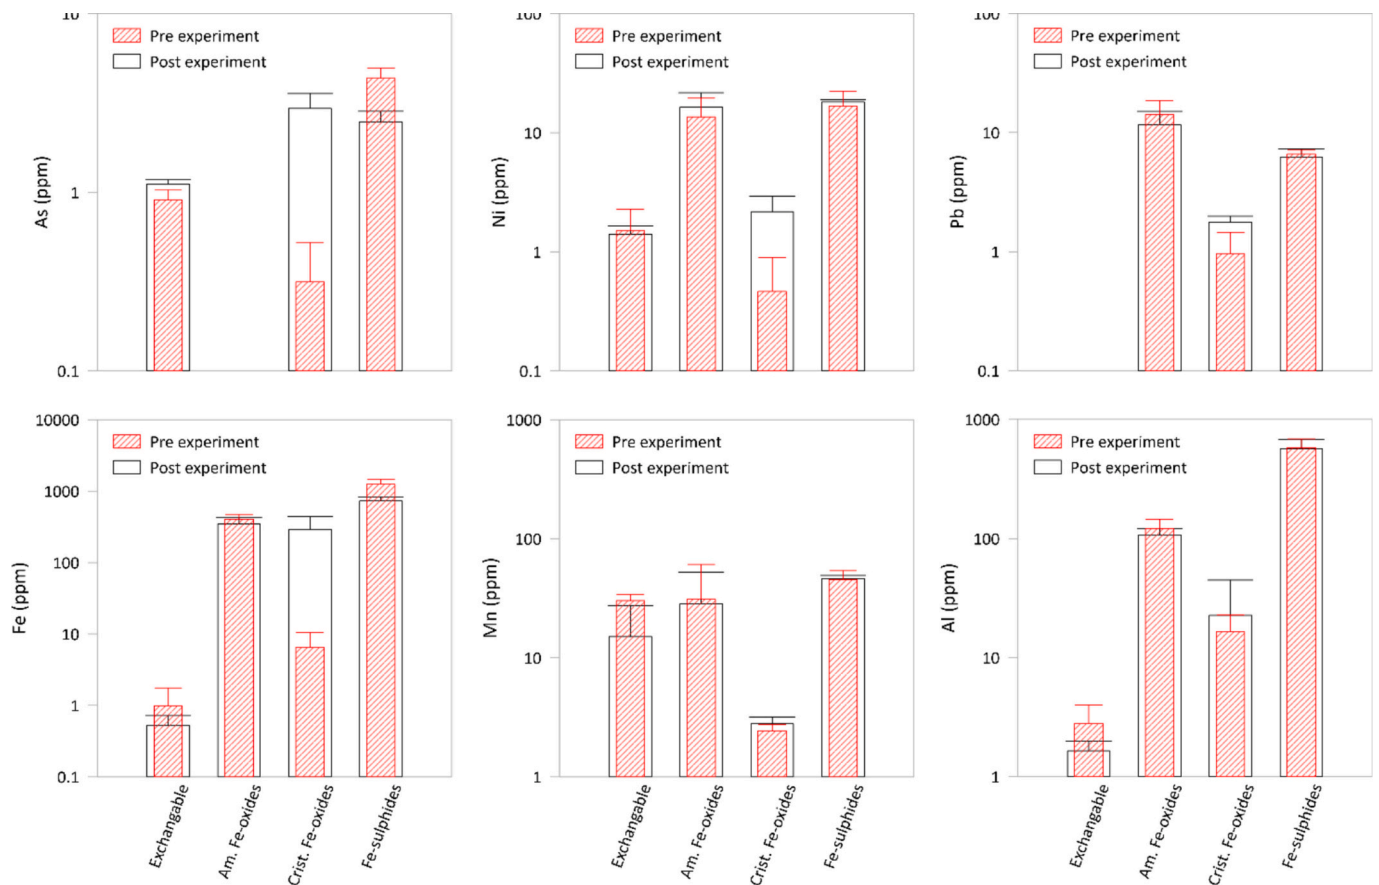 10
Pre experiment
Post experiment
As (ppm)
1
0.1
100
Pre experiment
Post experiment
10
Ni (ppm)
1
0.1
100
Pre experiment
Post experiment
10
Pb (ppm)
1
0.1
10000
Pre experiment
Post experiment
1000
100
Fe (ppm)
10
1
0.1
Exchangable
Am. Fe-oxides
Crist. Fe-oxides
Fe-sulphides
1000
Pre experiment
Post experiment
100
Mn (ppm)
10
1
Exchangable
Am. Fe-oxides
Crist. Fe-oxides
Fe-sulphides
1000
Pre experiment
Post experiment
100
Al (ppm)
10
1
Exchangable
Am. Fe-oxides
Crist. Fe-oxides
Fe-sulphides